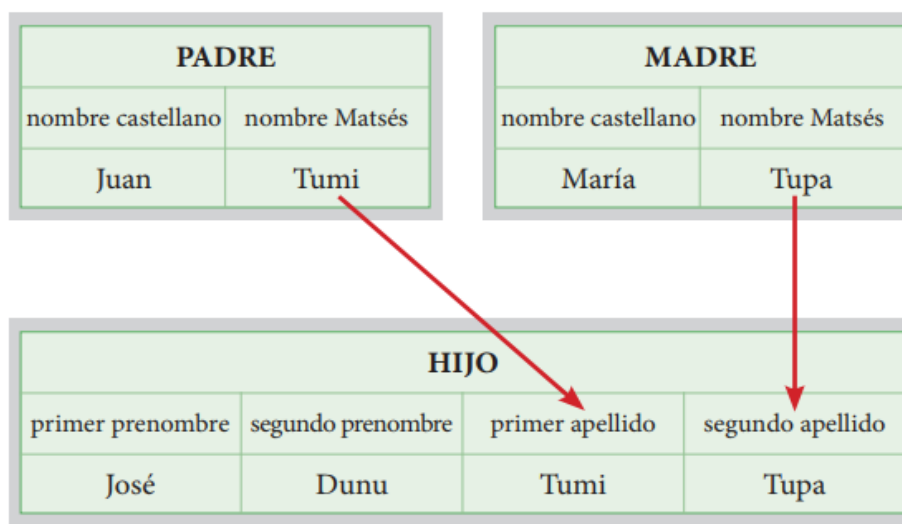 PADRE
nombre castellano nombre Matsés
Juan Tumi
MADRE
nombre castellano nombre Matsés
María Tupa
HIJO
primer prenombre segundo prenombre primer apellido segundo apellido
José Dunu Tumi Tupa